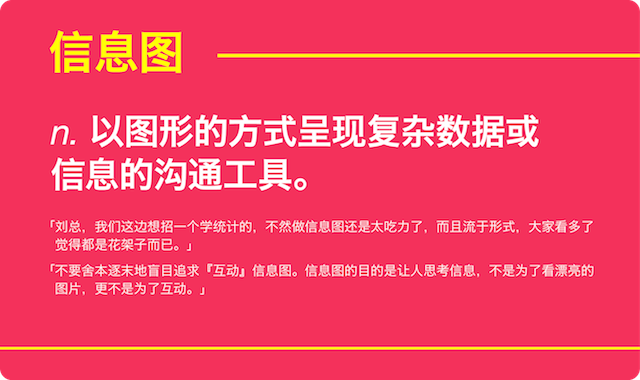 信息图
n. 以图形的方式呈现复杂数据或
信息的沟通工具。
「刘总，我们这边想招一个学统计的，不然做信息图还是太吃力了，而且流于形式，大家看多了
觉得都是花架子而已。」
「不要舍本逐末地盲目追求『互动』信息图。信息图的目的是让人思考信息，不是为了看漂亮的
图片，更不是为了互动。」